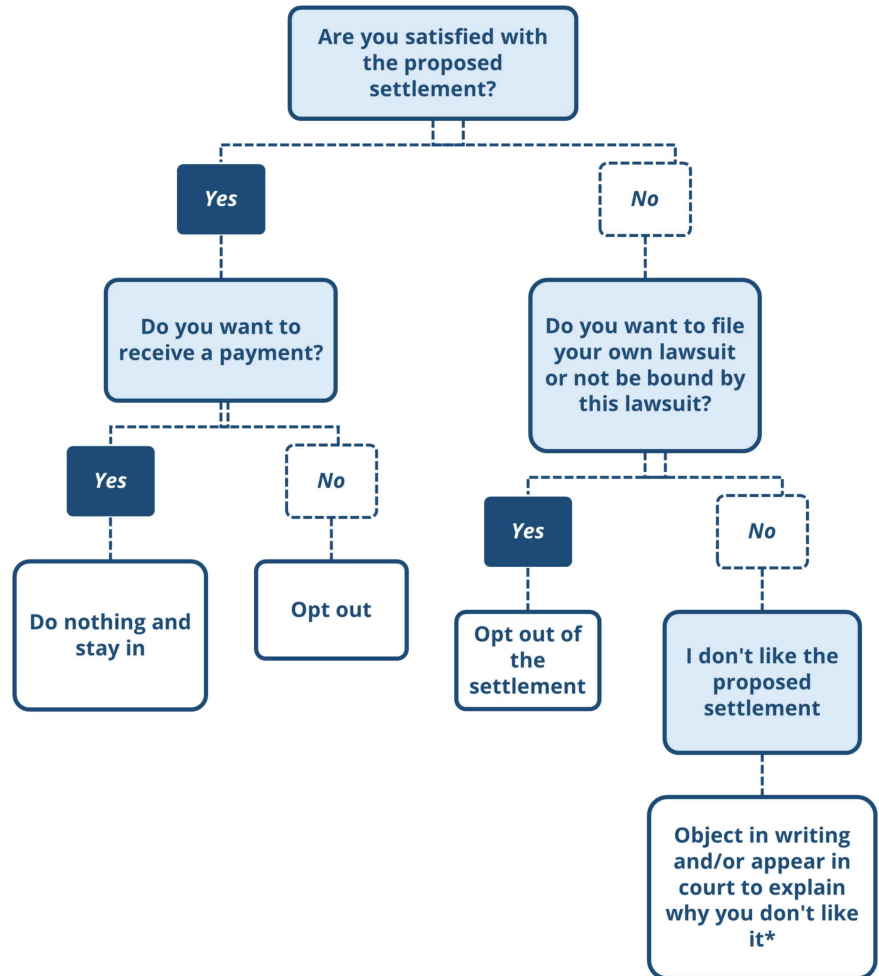 Are you satisfied with
the proposed
settlement?
Yes
No
Do you want to
receive a payment?
Do you want to file
your own lawsuit
or not be bound by
this lawsuit?
Yes
No
Yes
No
Do nothing and
stay in
Opt out
Opt out of
the
settlement
I don't like the
proposed
settlement
Object in writing
and/or appear in
court to explain
why you don't like
it*